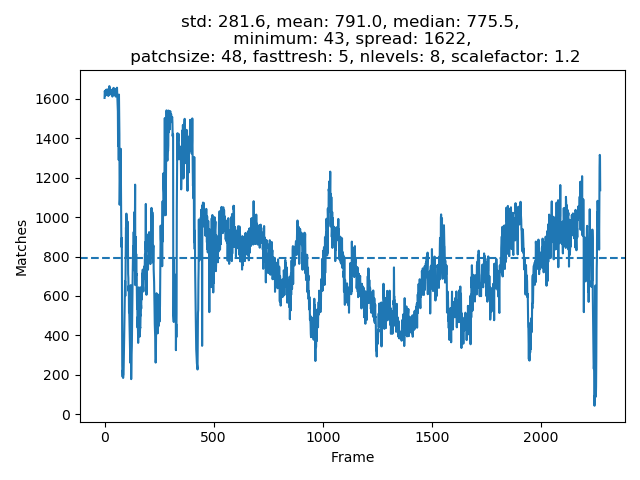 std: 281.6, mean: 791.0, median: 775.5,
minimum: 43, spread: 1622,
patchsize: 48, fasttresh: 5, nlevels: 8, scalefactor: 1.2
1600
1400
1200
1000
800
600
400
200
0
Matches
0 500 1000 1500 2000
Frame